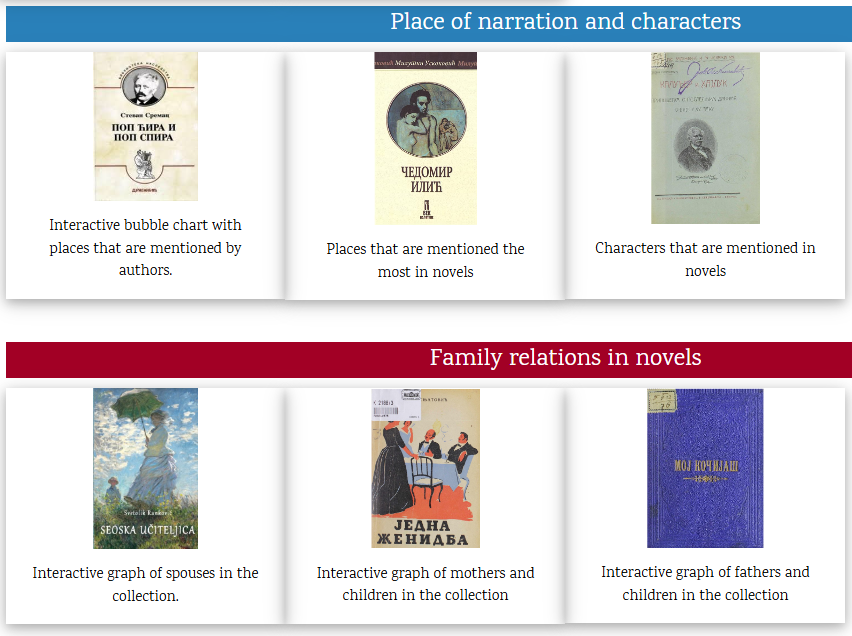 Place of narration and characters
БИБЛИОТЕКА НАСЛЕЂЕ
Стеван Сремац
ПОП ЋИРА И
ПОП СПИРА
Interactive bubble chart with
places that are mentioned by
authors.
Милутин Ускоковић
ЧЕДОМИР
ИЛИЋ
Places that are mentioned the
most in novels
Characters that are mentioned in
novels
Family relations in novels
Svetolik Ranković
SEOSKA UČITELJICA
Interactive graph of spouses in the
collection.
ЈЕДНА
ЖЕНИДБА
Interactive graph of mothers and
children in the collection
МОЈ КОЧИЈАШ
Interactive graph of fathers and
children in the collection